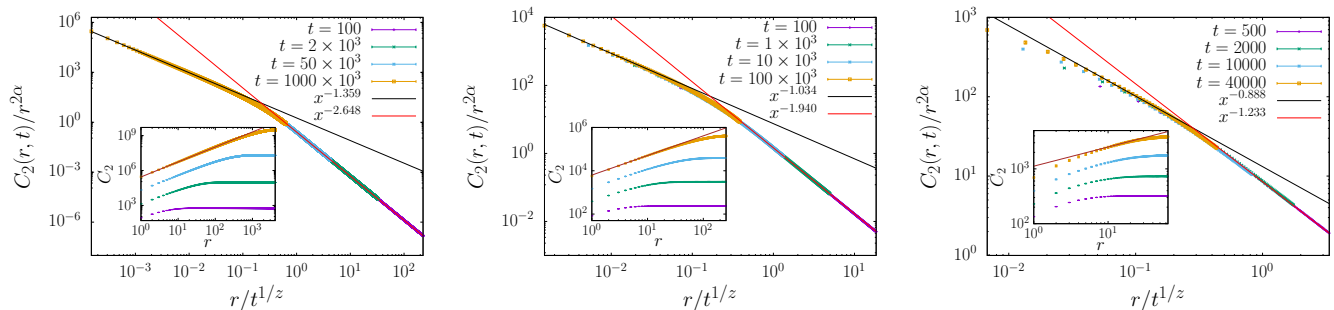 10^6
10^3
10^0
10^{-3}
10^{-6}
C_2(r, t)/r^{2α}
t = 100
t = 2 × 10^3
t = 50 × 10^3
t = 1000 × 10^3
x^{-1.359}
x^{-2.648}
10^9
10^6
10^3
C_2
10^0 10^1 10^2 10^3
r
10^{-3} 10^{-2} 10^{-1} 10^0 10^1 10^2
r/t^{1/z}
10^4
10^2
10^0
10^{-2}
C_2(r, t)/r^{2α}
t = 100
t = 1 × 10^3
t = 10 × 10^3
t = 100 × 10^3
x^{-1.034}
x^{-1.940}
10^6
10^4
10^2
C_2
10^0 10^1 10^2
r
10^{-2} 10^{-1} 10^0 10^1
r/t^{1/z}
10^3
10^2
10^1
10^0
C_2(r, t)/r^{2α}
t = 500
t = 2000
t = 10000
t = 40000
x^{-0.888}
x^{-1.233}
10^3
10^2
C_2
10^0 10^1
r
10^{-2} 10^{-1} 10^0
r/t^{1/z}